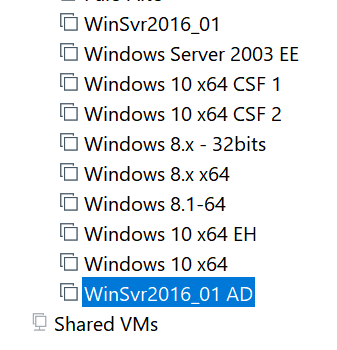 WinSvr2016_01
Windows Server 2003 EE
Windows 10 x64 CSF 1
Windows 10 x64 CSF 2
Windows 8.x - 32bits
Windows 8.x x64
Windows 8.1-64
Windows 10 x64 EH
Windows 10 x64
WinSvr2016_01 AD
Shared VMs